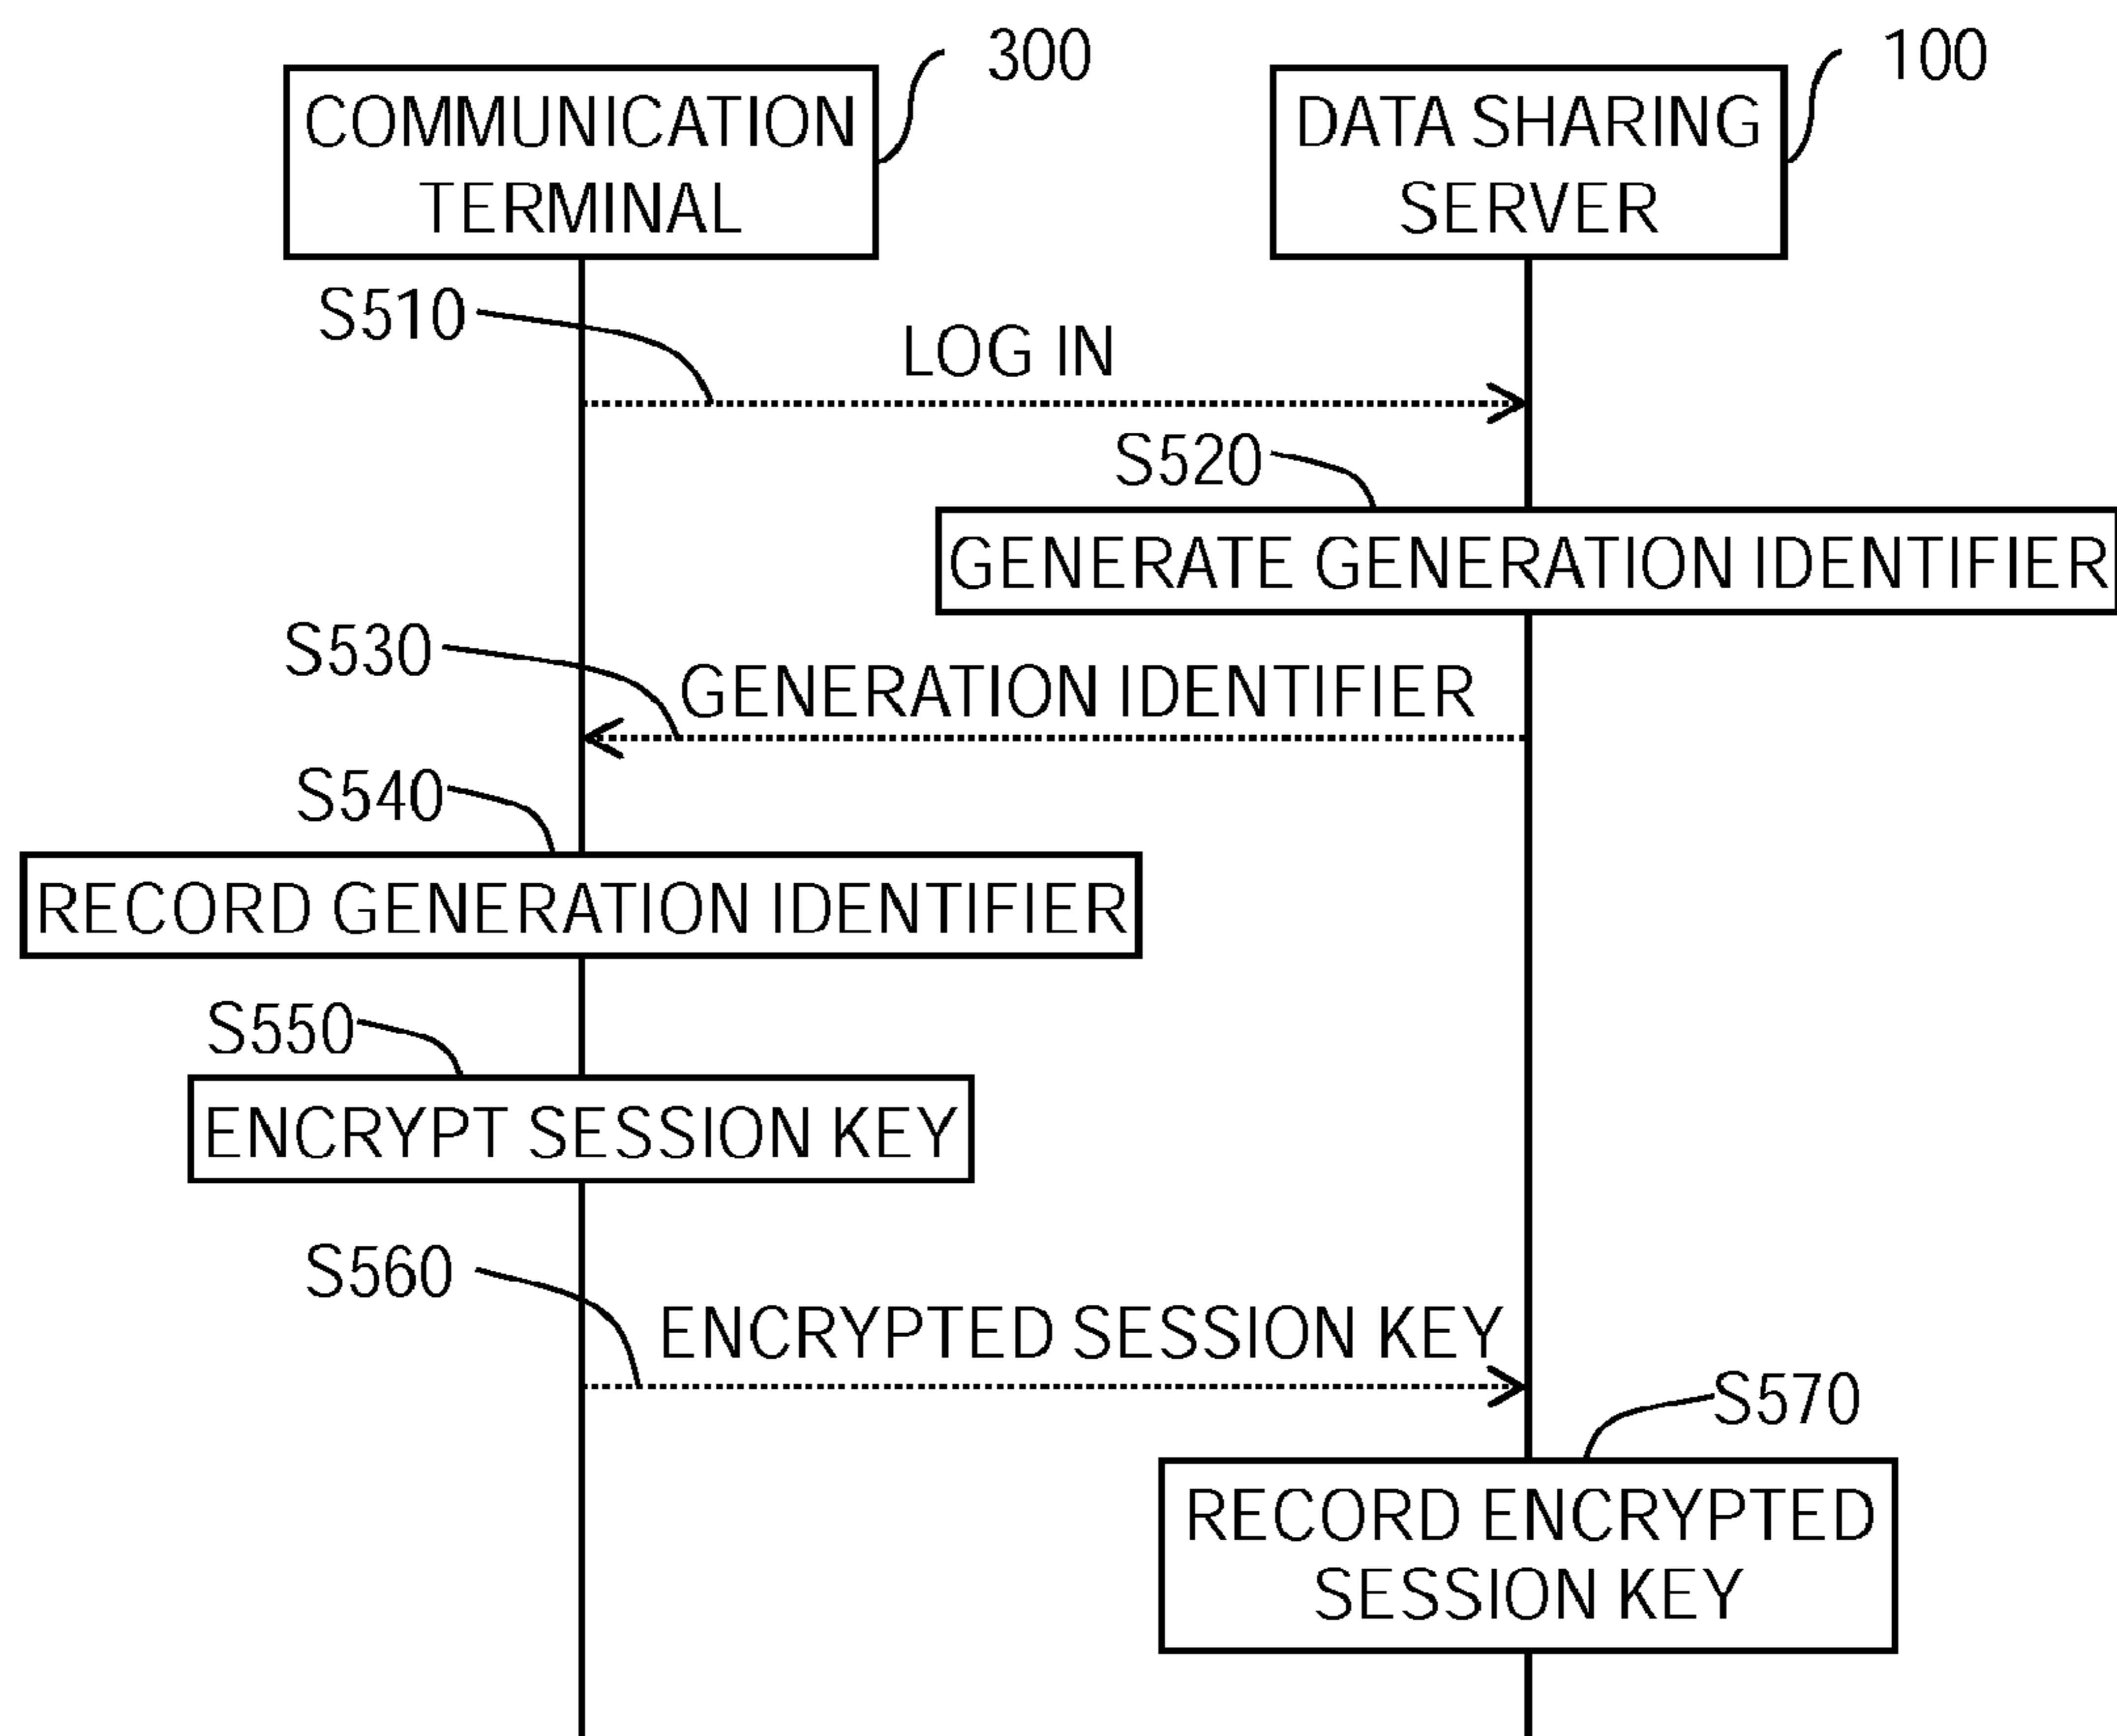 300
100
COMMUNICATION
TERMINAL
DATA SHARING
SERVER
S510
LOG IN
S520
GENERATE GENERATION IDENTIFIER
S530
GENERATION IDENTIFIER
S540
RECORD GENERATION IDENTIFIER
S550
ENCRYPT SESSION KEY
S560
ENCRYPTED SESSION KEY
S570
RECORD ENCRYPTED
SESSION KEY